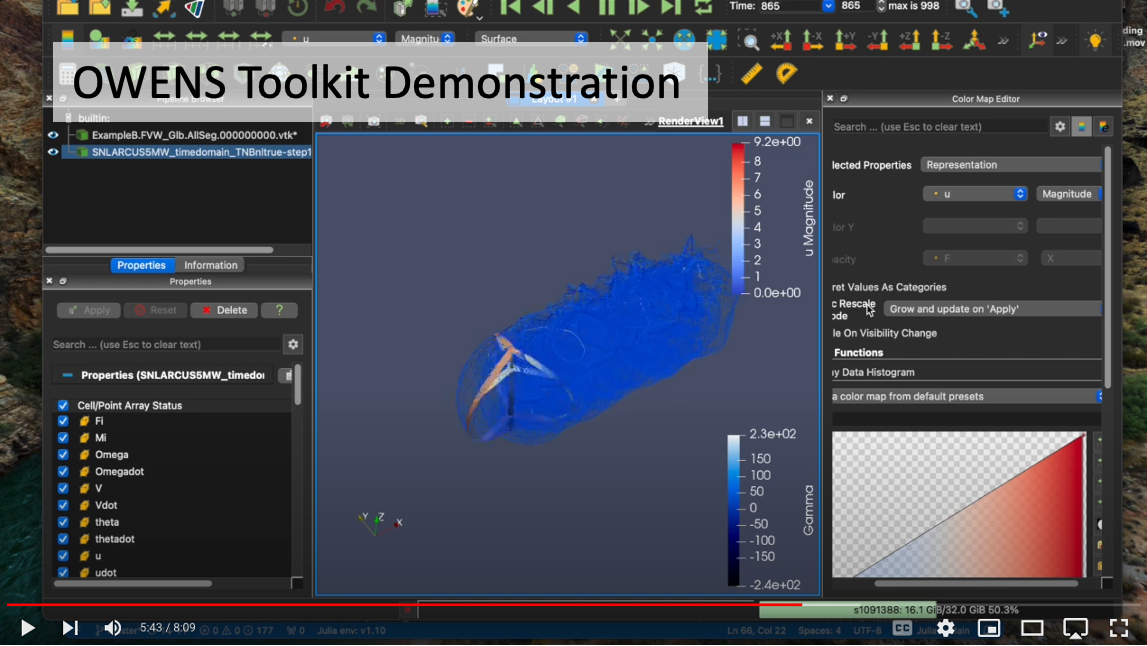 Time: 865 865 max is 998
u Magnitu Surface
+X -X +Y -Y +Z -Z
OWENS Toolkit Demonstration
Pipeline Browser
Layout #1
Color Map Editor
builtin:
ExampleB.FVW_Glb.AllSeg.000000000.vtk*
SNLARCUS5MW_timedomain_TNBnltrue-step1
RenderView1
Search ... (use Esc to clear text)
lected Properties Representation
lor u Magnitude
lor Y
acity F X
ret Values As Categories
c Rescale
ode
Grow and update on 'Apply'
le On Visibility Change
Functions
ay Data Histogram
a color map from default presets
9.2e+00
8
7
6
5
4
3
2
1
0.0e+00
u Magnitude
2.3e+02
150
100
50
0
-50
-100
-150
-2.4e+02
Gamma
Y Z X
Properties Information
Properties
Apply Reset Delete ?
Search ... (use Esc to clear text)
Properties (SNLARCUS5MW_timedo
Cell/Point Array Status
Fi
Mi
Omega
Omegadot
V
Vdot
theta
thetadot
u
udot
s1091388: 16.1 GiB/32.0 GiB 50.3%
5:43 / 8:09
0 0 177 0 Julia env: v1.10
Ln 66, Col 22 Spaces: 4 UTF-8 CC
ding
.mov